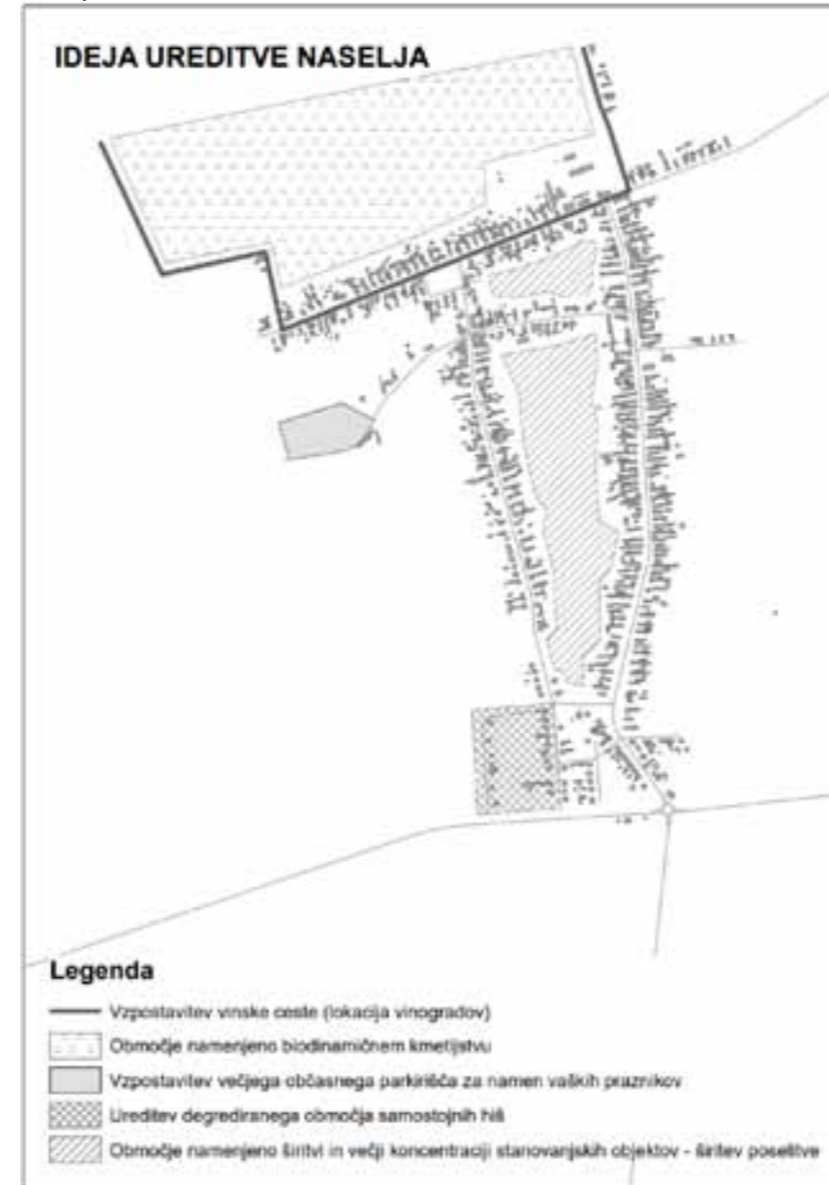 IDEJA UREDITVE NASELJA
Legenda
Vzpostavitev vinske ceste (lokacija vinogradov)
Območje namenjeno biodinamičnem kmetijstvu
Vzpostavitev večjega občasnega parkirišča za namen vaških praznikov
Ureditev degradiranega območja samostojnih hiš
Območje namenjeno širitvi in večji koncentraciji stanovanjskih objektov - širitev poselitve